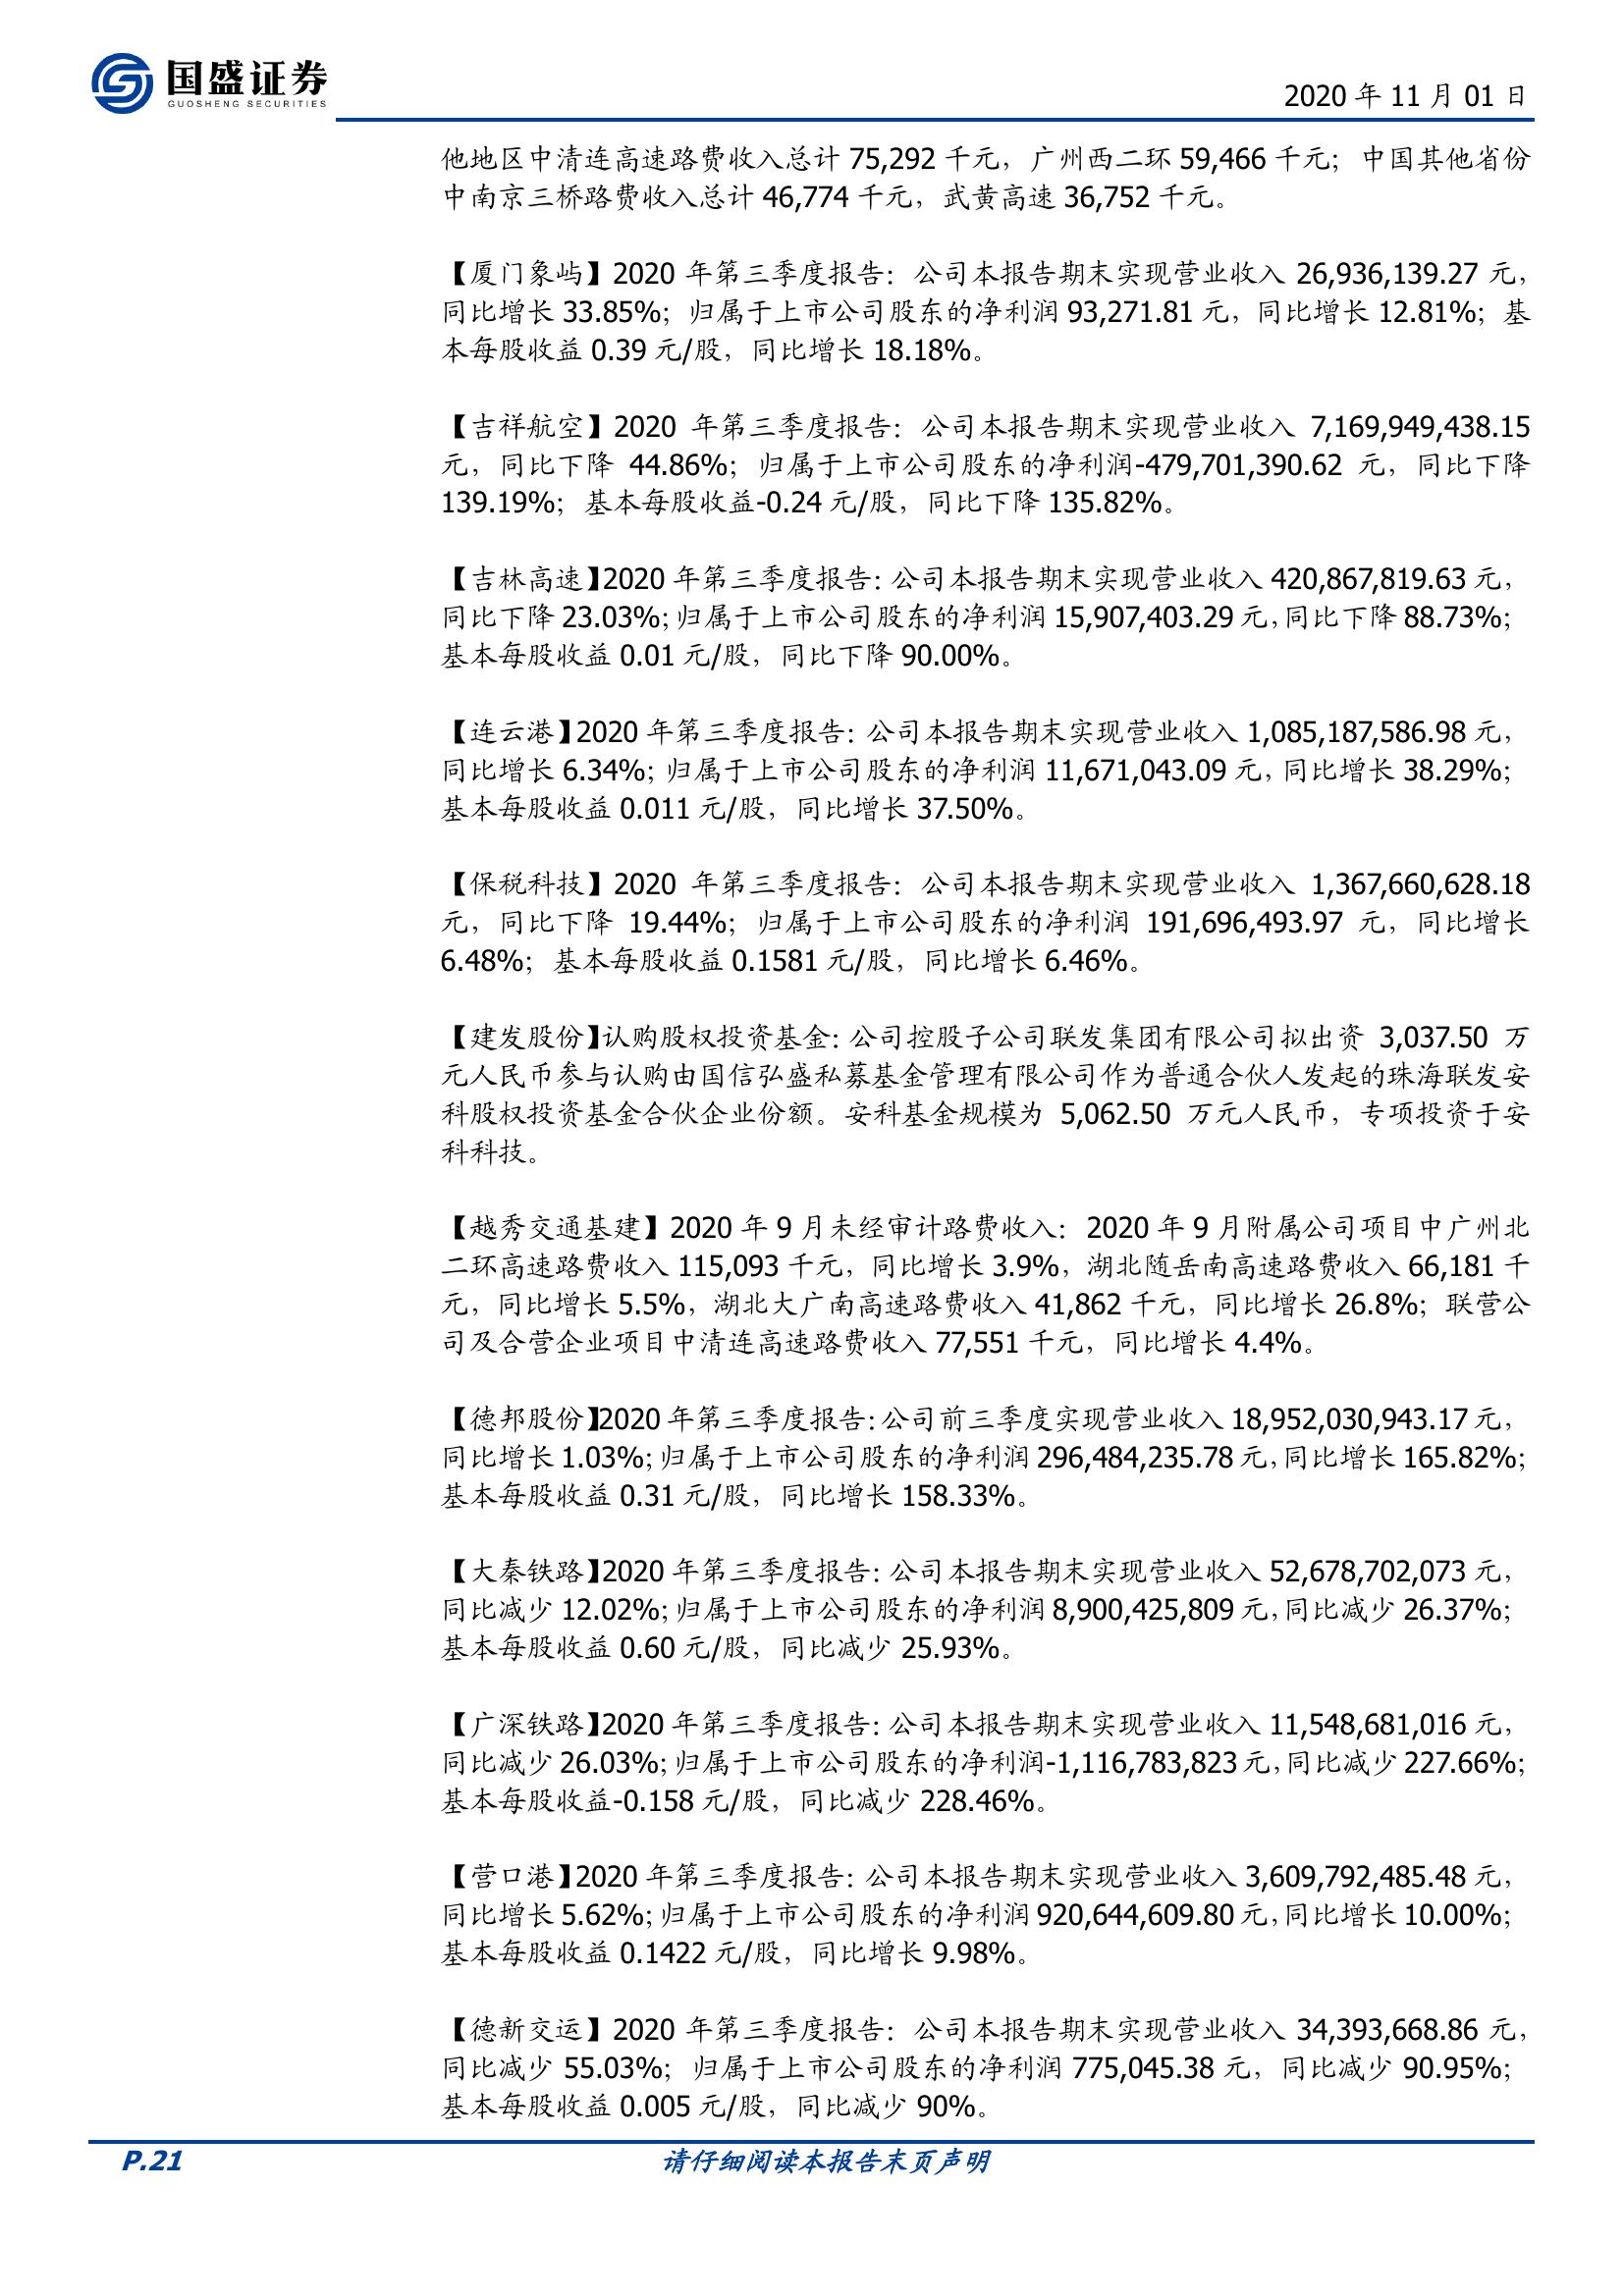 国盛证券
GUOSHENG SECURITIES
2020 年 11 月 01 日
他地区中清连高速路费收入总计 75,292 千元，广州西二环 59,466 千元；中国其他省份
中南京三桥路费收入总计 46,774 千元，武黄高速 36,752 千元。
【厦门象屿】2020 年第三季度报告：公司本报告期末实现营业收入 26,936,139.27 元，
同比增长 33.85%；归属于上市公司股东的净利润 93,271.81 元，同比增长 12.81%；基
本每股收益 0.39 元/股，同比增长 18.18%。
【吉祥航空】2020 年第三季度报告：公司本报告期末实现营业收入 7,169,949,438.15
元，同比下降 44.86%；归属于上市公司股东的净利润-479,701,390.62 元，同比下降
139.19%；基本每股收益-0.24 元/股，同比下降 135.82%。
【吉林高速】2020 年第三季度报告：公司本报告期末实现营业收入 420,867,819.63 元，
同比下降 23.03%；归属于上市公司股东的净利润 15,907,403.29 元，同比下降 88.73%；
基本每股收益 0.01 元/股，同比下降 90.00%。
【连云港】2020 年第三季度报告：公司本报告期末实现营业收入 1,085,187,586.98 元，
同比增长 6.34%；归属于上市公司股东的净利润 11,671,043.09 元，同比增长 38.29%；
基本每股收益 0.011 元/股，同比增长 37.50%。
【保税科技】2020 年第三季度报告：公司本报告期末实现营业收入 1,367,660,628.18
元，同比下降 19.44%；归属于上市公司股东的净利润 191,696,493.97 元，同比增长
6.48%；基本每股收益 0.1581 元/股，同比增长 6.46%。
【建发股份】认购股权投资基金：公司控股子公司联发集团有限公司拟出资 3,037.50 万
元人民币参与认购由国信弘盛私募基金管理有限公司作为普通合伙人发起的珠海联发安
科股权投资基金合伙企业份额。安科基金规模为 5,062.50 万元人民币，专项投资于安
科科技。
【越秀交通基建】2020 年 9 月未经审计路费收入：2020 年 9 月附属公司项目中广州北
二环高速路费收入 115,093 千元，同比增长 3.9%，湖北随岳南高速路费收入 66,181 千
元，同比增长 5.5%，湖北大广南高速路费收入 41,862 千元，同比增长 26.8%；联营公
司及合营企业项目中清连高速路费收入 77,551 千元，同比增长 4.4%。
【德邦股份】2020 年第三季度报告：公司前三季度实现营业收入 18,952,030,943.17 元，
同比增长 1.03%；归属于上市公司股东的净利润 296,484,235.78 元，同比增长 165.82%；
基本每股收益 0.31 元/股，同比增长 158.33%。
【大秦铁路】2020 年第三季度报告：公司本报告期末实现营业收入 52,678,702,073 元，
同比减少 12.02%；归属于上市公司股东的净利润 8,900,425,809 元，同比减少 26.37%；
基本每股收益 0.60 元/股，同比减少 25.93%。
【广深铁路】2020 年第三季度报告：公司本报告期末实现营业收入 11,548,681,016 元，
同比减少 26.03%；归属于上市公司股东的净利润-1,116,783,823 元，同比减少 227.66%；
基本每股收益-0.158 元/股，同比减少 228.46%。
【营口港】2020 年第三季度报告：公司本报告期末实现营业收入 3,609,792,485.48 元，
同比增长 5.62%；归属于上市公司股东的净利润 920,644,609.80 元，同比增长 10.00%；
基本每股收益 0.1422 元/股，同比增长 9.98%。
【德新交运】2020 年第三季度报告：公司本报告期末实现营业收入 34,393,668.86 元，
同比减少 55.03%；归属于上市公司股东的净利润 775,045.38 元，同比减少 90.95%；
基本每股收益 0.005 元/股，同比减少 90%。
P.21
请仔细阅读本报告末页声明